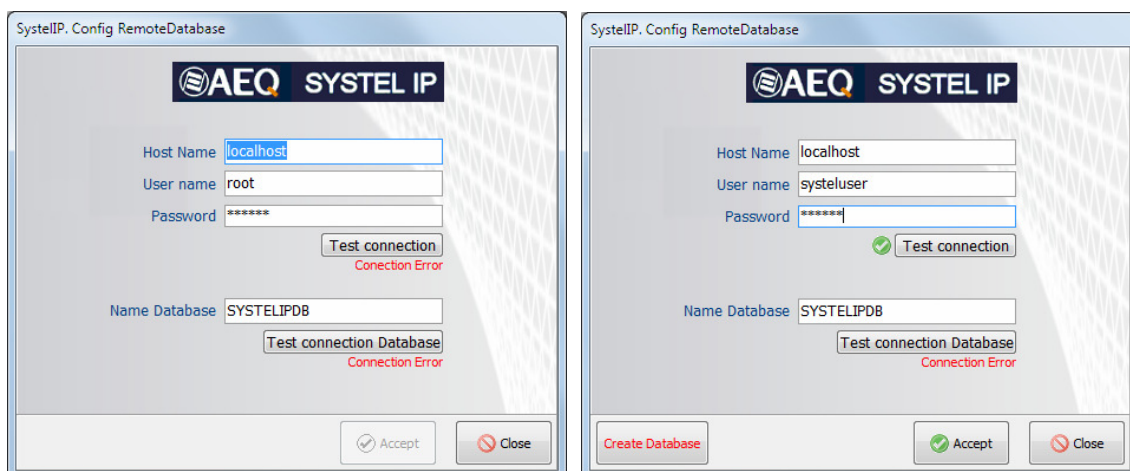 SystelIP. Config RemoteDatabase
AEQ SYSTEL IP
Host Name localhost
User name root
Password ******
Test connection
Conection Error
Name Database SYSTELIPDB
Test connection Database
Connection Error
Accept
Close
SystelIP. Config RemoteDatabase
AEQ SYSTEL IP
Host Name localhost
User name systeluser
Password ******
Test connection
Name Database SYSTELIPDB
Test connection Database
Connection Error
Create Database
Accept
Close